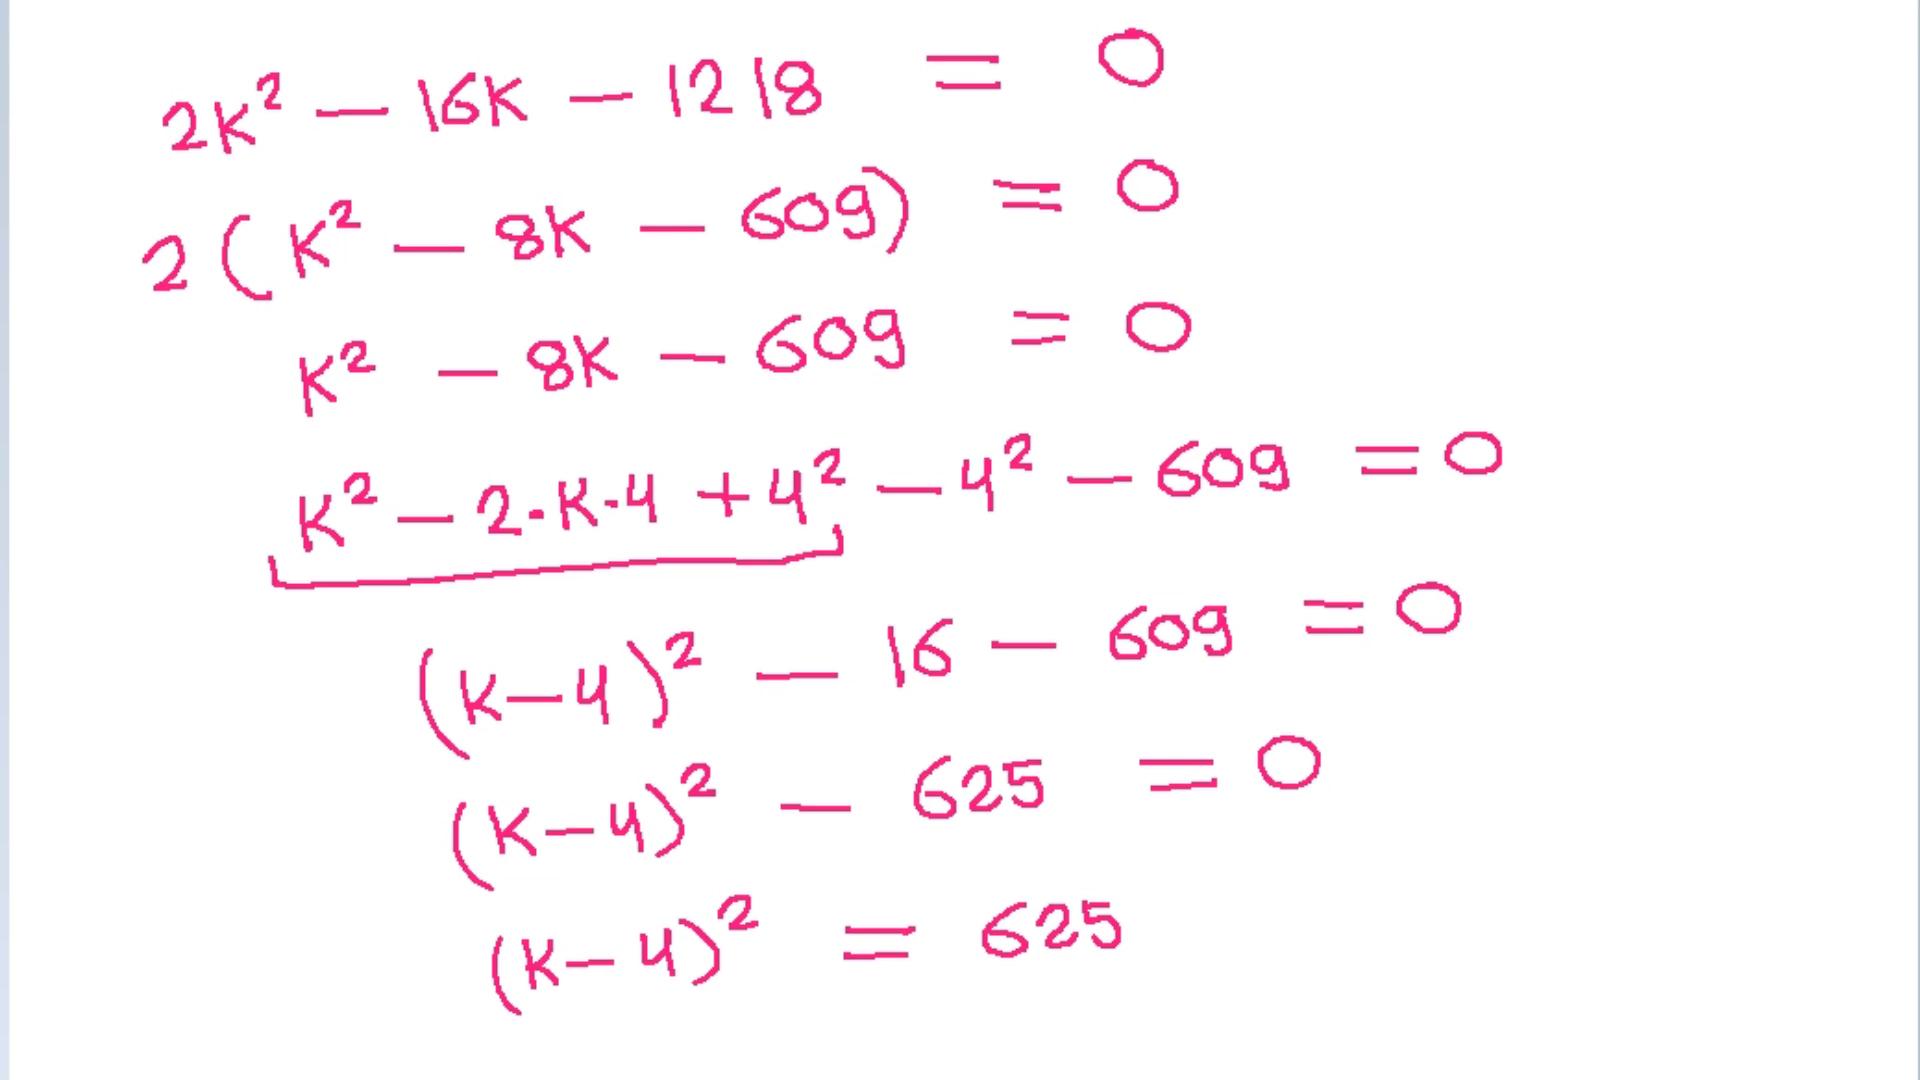 2K² − 16K − 1218 = 0
2(K² − 8K − 609) = 0
K² − 8K − 609 = 0
K² − 2·K·4 + 4² − 4² − 609 = 0
(K−4)² − 16 − 609 = 0
(K−4)² − 625 = 0
(K−4)² = 625